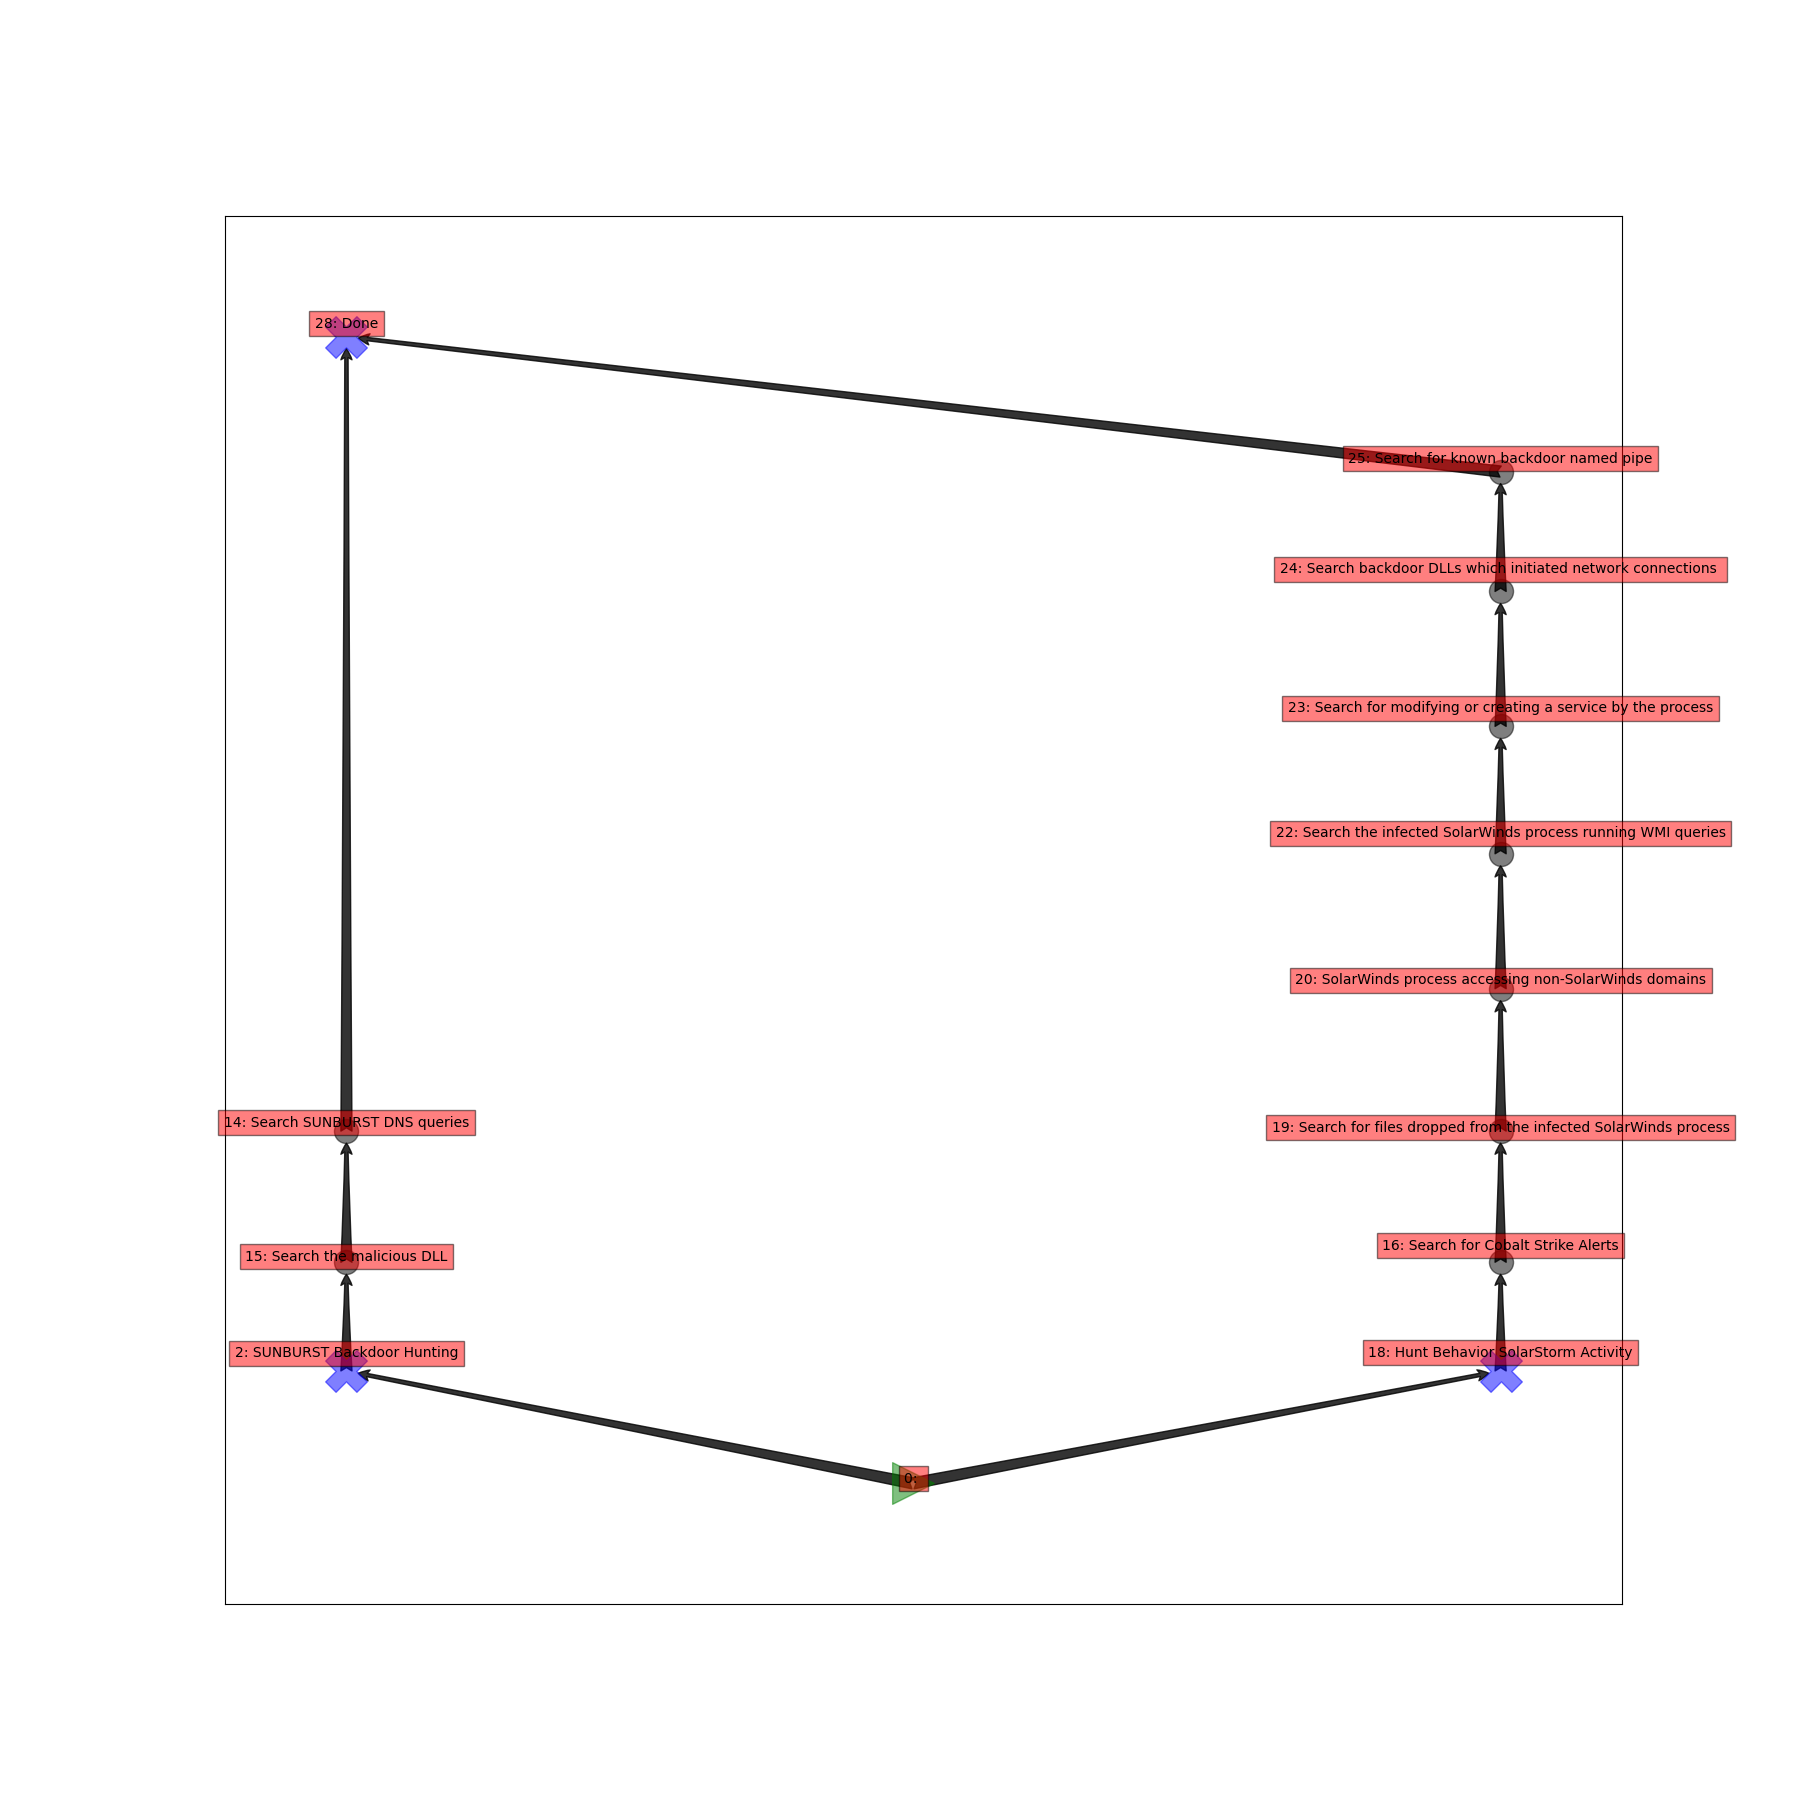 28: Done
25: Search for known backdoor named pipe
24: Search backdoor DLLs which initiated network connections
23: Search for modifying or creating a service by the process
22: Search the infected SolarWinds process running WMI queries
20: SolarWinds process accessing non-SolarWinds domains
14: Search SUNBURST DNS queries
19: Search for files dropped from the infected SolarWinds process
16: Search for Cobalt Strike Alerts
15: Search the malicious DLL
2: SUNBURST Backdoor Hunting
18: Hunt Behavior SolarStorm Activity
0: